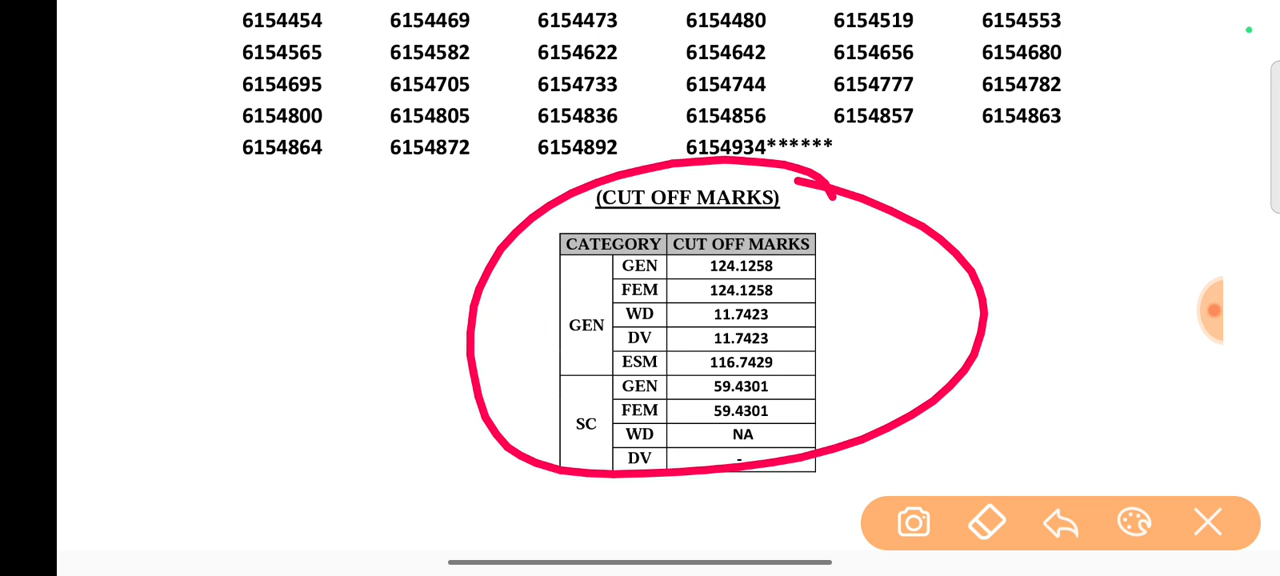 6154454 6154469 6154473 6154480 6154519 6154553
6154565 6154582 6154622 6154642 6154656 6154680
6154695 6154705 6154733 6154744 6154777 6154782
6154800 6154805 6154836 6154856 6154857 6154863
6154864 6154872 6154892 6154934******
(CUT OFF MARKS)
CATEGORY CUT OFF MARKS
GEN GEN 124.1258
FEM 124.1258
WD 11.7423
DV 11.7423
ESM 116.7429
SC GEN 59.4301
FEM 59.4301
WD NA
DV -